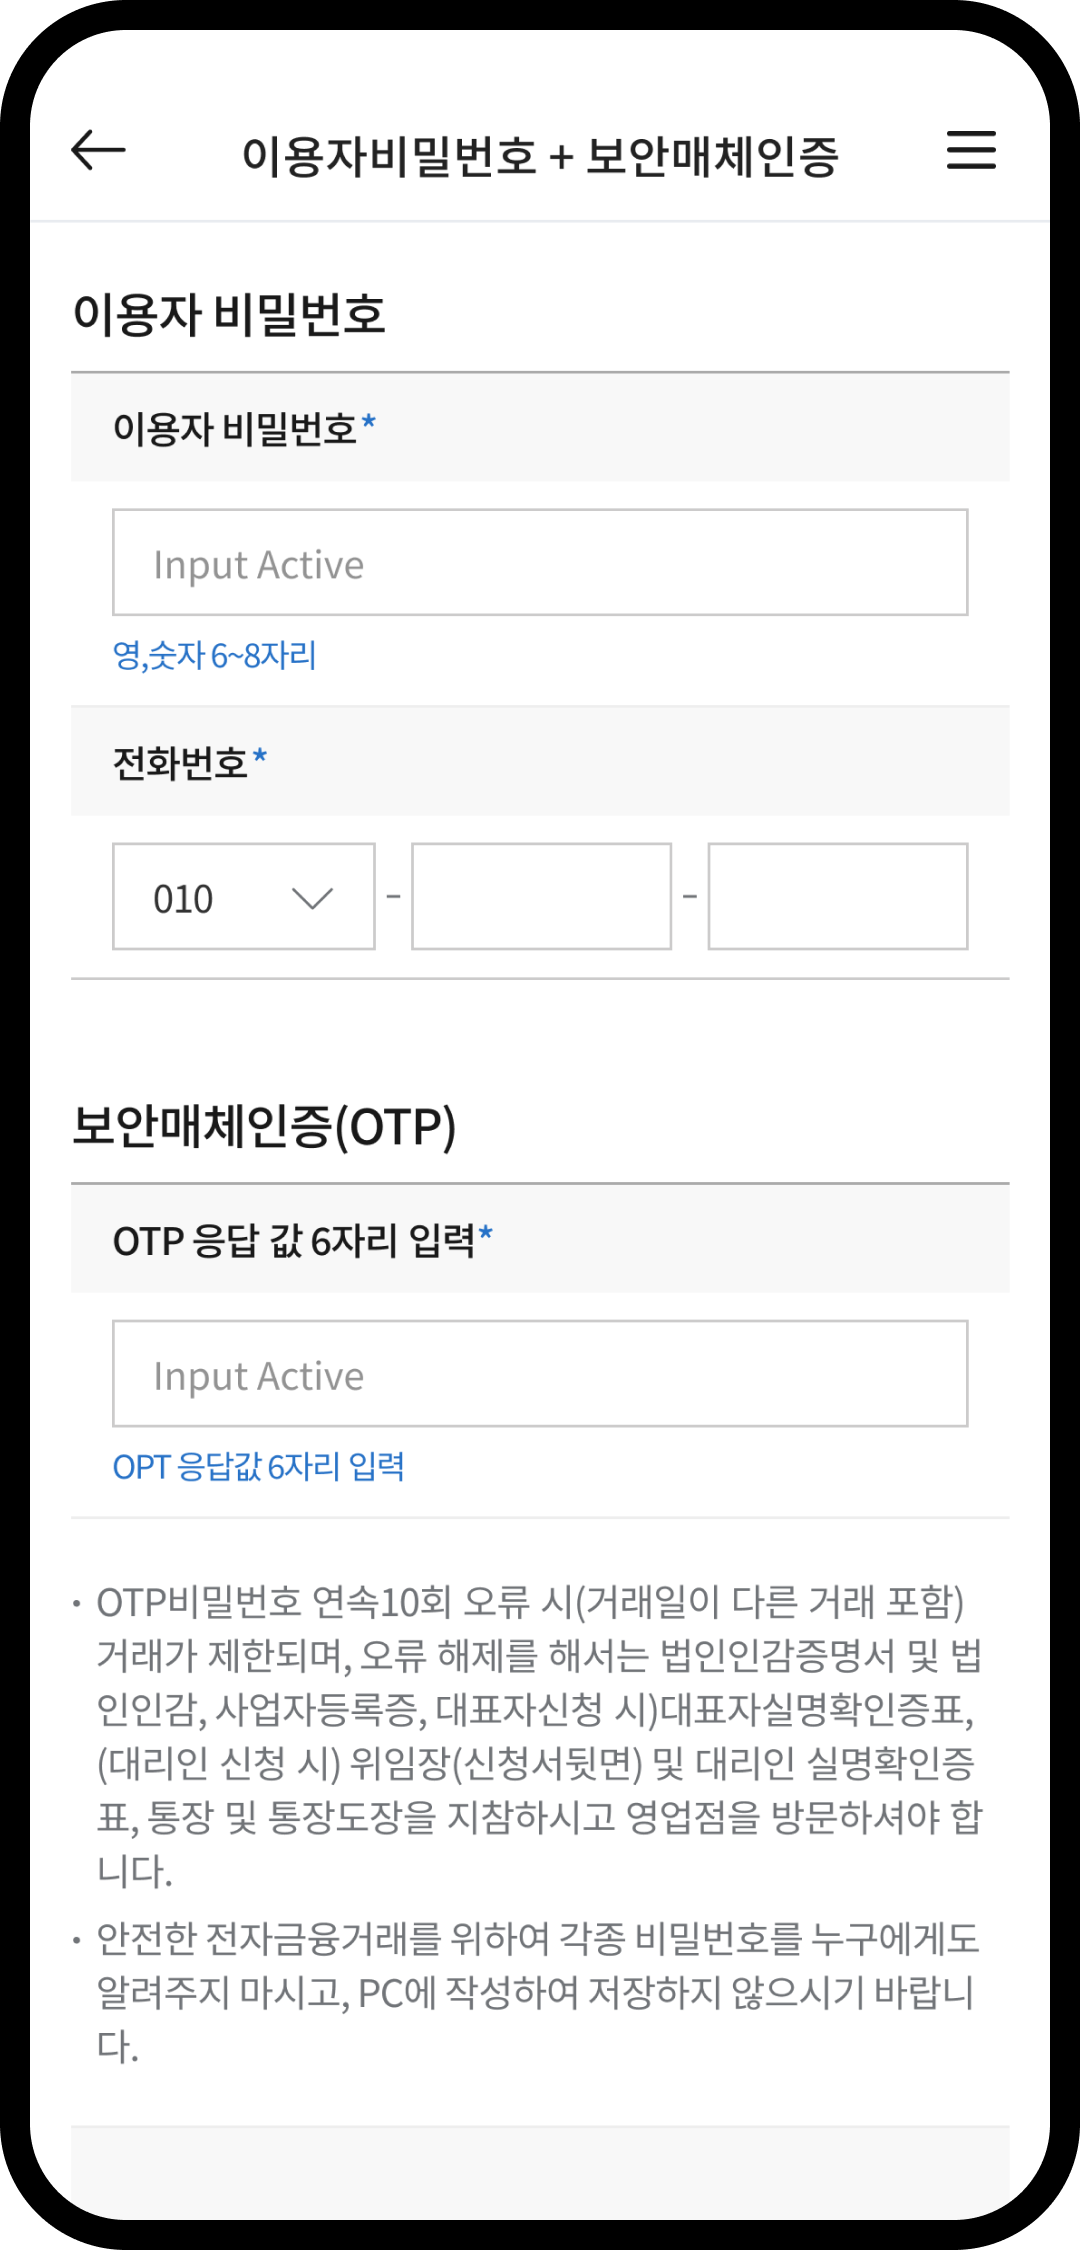 이용자비밀번호 + 보안매체인증
이용자 비밀번호
이용자 비밀번호*
Input Active
영,숫자 6~8자리
전화번호*
010 - -
보안매체인증(OTP)
OTP 응답 값 6자리 입력*
Input Active
OPT 응답값 6자리 입력
· OTP비밀번호 연속10회 오류 시(거래일이 다른 거래 포함)
거래가 제한되며, 오류 해제를 해서는 법인인감증명서 및 법
인인감, 사업자등록증, 대표자신청 시)대표자실명확인증표,
(대리인 신청 시) 위임장(신청서뒷면) 및 대리인 실명확인증
표, 통장 및 통장도장을 지참하시고 영업점을 방문하셔야 합
니다.
· 안전한 전자금융거래를 위하여 각종 비밀번호를 누구에게도
알려주지 마시고, PC에 작성하여 저장하지 않으시기 바랍니
다.